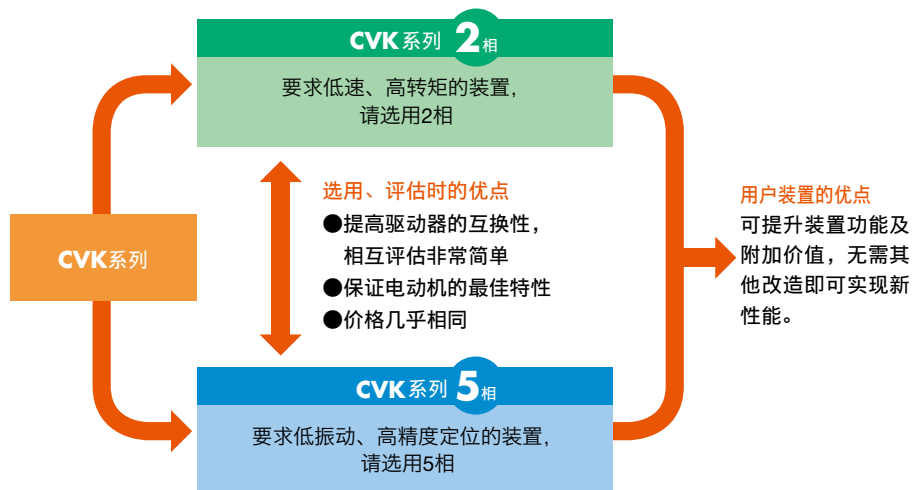 CVK系列 2相
要求低速、高转矩的装置，
请选用2相
CVK系列
选用、评估时的优点
●提高驱动器的互换性，
相互评估非常简单
●保证电动机的最佳特性
●价格几乎相同
用户装置的优点
可提升装置功能及
附加价值，无需其
他改造即可实现新
性能。
CVK系列 5相
要求低振动、高精度定位的装置，
请选用5相